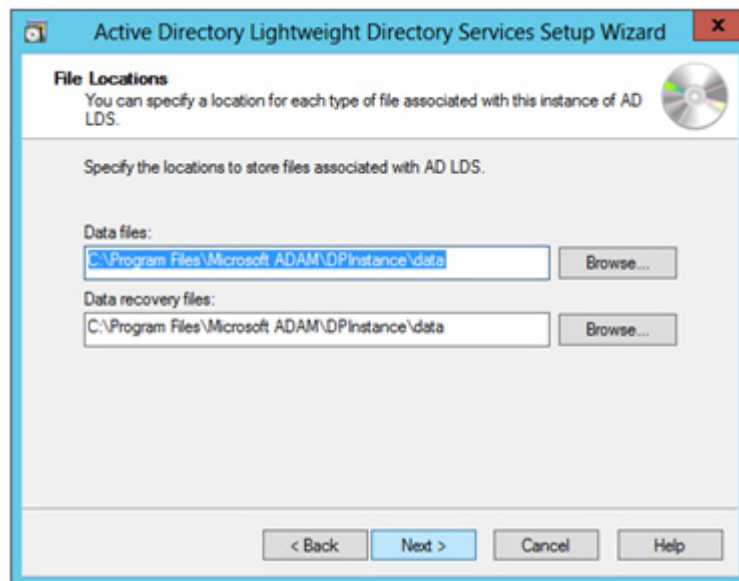 Active Directory Lightweight Directory Services Setup Wizard
x
File Locations
You can specify a location for each type of file associated with this instance of AD
LDS.
Specify the locations to store files associated with AD LDS.
Data files:
C:\Program Files\Microsoft ADAM\DPInstance\data
Browse...
Data recovery files:
C:\Program Files\Microsoft ADAM\DPInstance\data
Browse...
< Back
Next >
Cancel
Help